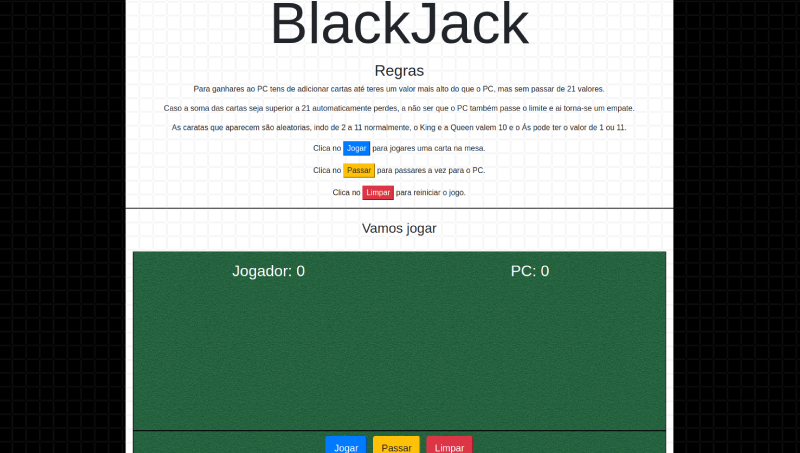 BlackJack
Regras
Para ganhares ao PC tens de adicionar cartas até teres um valor mais alto do que o PC, mas sem passar de 21 valores.
Caso a soma das cartas seja superior a 21 automaticamente perdes, a não ser que o PC também passe o limite e ai torna-se um empate.
As caratas que aparecem são aleatorias, indo de 2 a 11 normalmente, o King e a Queen valem 10 e o Ás pode ter o valor de 1 ou 11.
Clica no Jogar para jogares uma carta na mesa.
Clica no Passar para passares a vez para o PC.
Clica no Limpar para reiniciar o jogo.
Vamos jogar
Jogador: 0 PC: 0
Jogar Passar Limpar